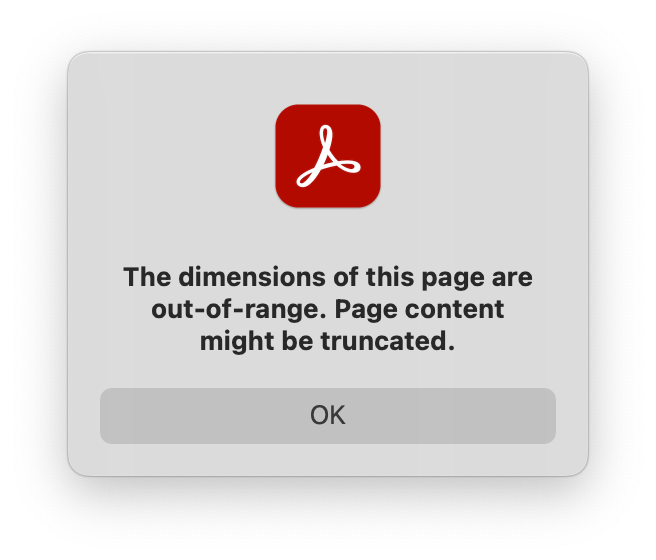 The dimensions of this page are
out-of-range. Page content
might be truncated.
OK